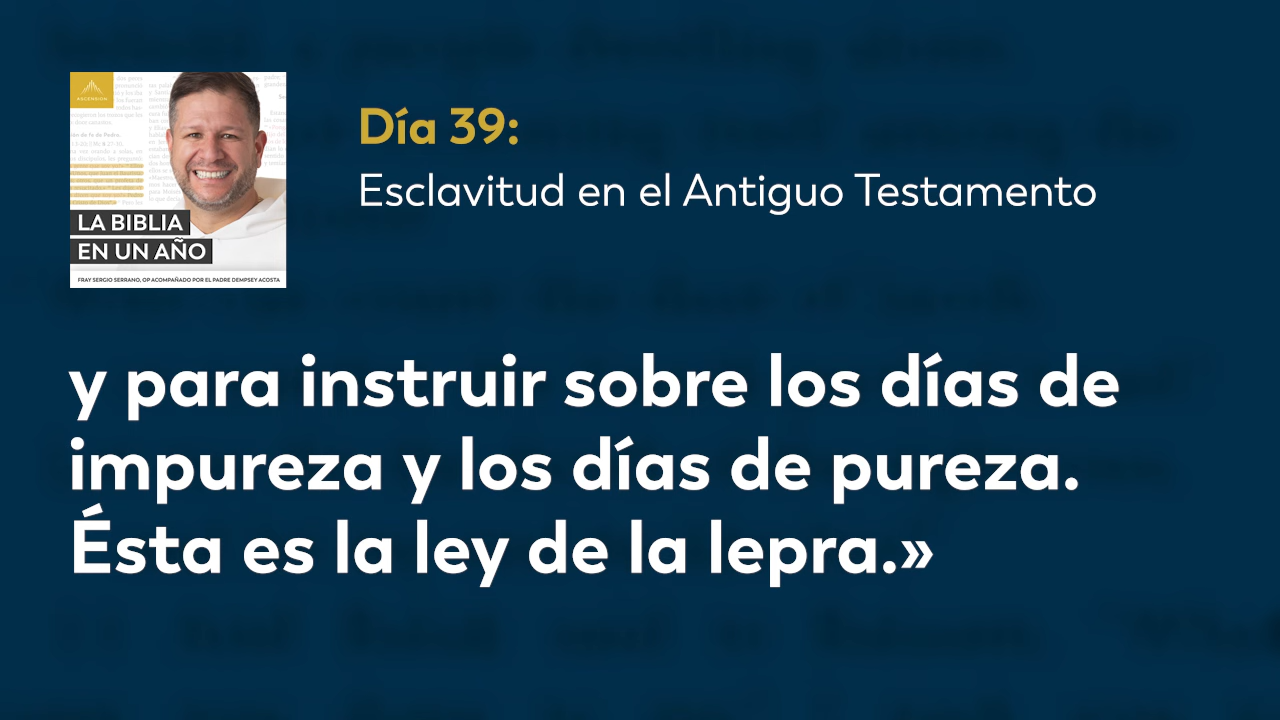 ASCENSION
LA BIBLIA
EN UN AÑO
FRAY SERGIO SERRANO, OP ACOMPAÑADO POR EL PADRE DEMPSEY ACOSTA
Día 39:
Esclavitud en el Antiguo Testamento
y para instruir sobre los días de
impureza y los días de pureza.
Ésta es la ley de la lepra.»